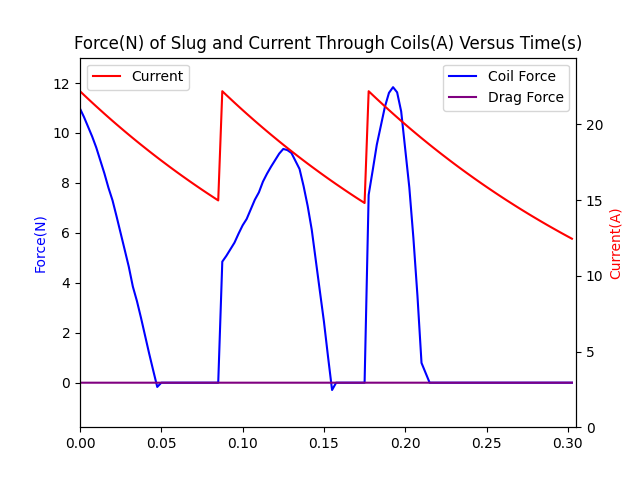 Force(N) of Slug and Current Through Coils(A) Versus Time(s)
Current
Coil Force
Drag Force
12
10
8
6
4
2
0
Force(N)
20
15
10
5
0
Current(A)
0.00 0.05 0.10 0.15 0.20 0.25 0.30